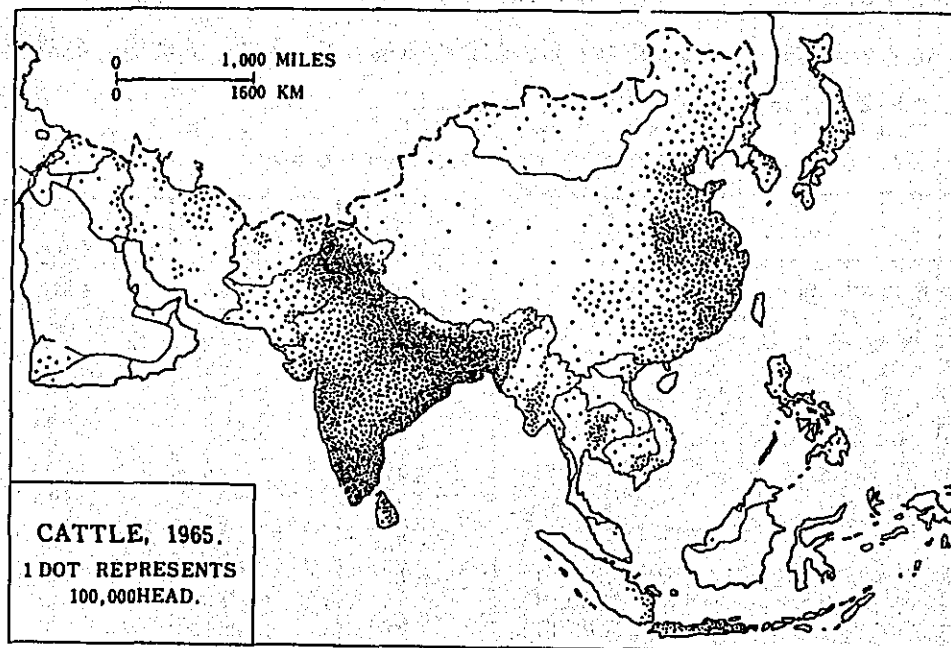 0 1,000 MILES
0 1600 KM
CATTLE, 1965.
1 DOT REPRESENTS
100,000HEAD.